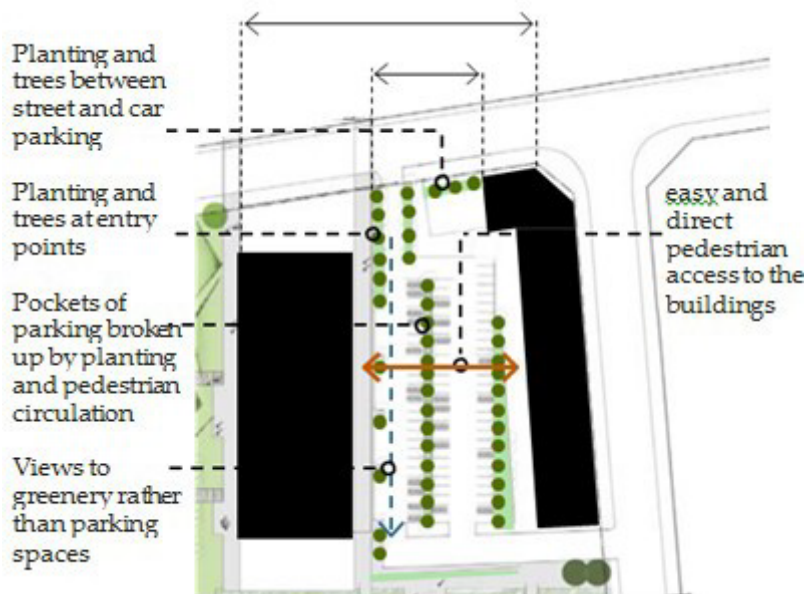 Planting and
trees between
street and car
parking
Planting and
trees at entry
points
Pockets of
parking broken
up by planting
and pedestrian
circulation
Views to
greenery rather
than parking
spaces
easy and
direct
pedestrian
access to the
buildings